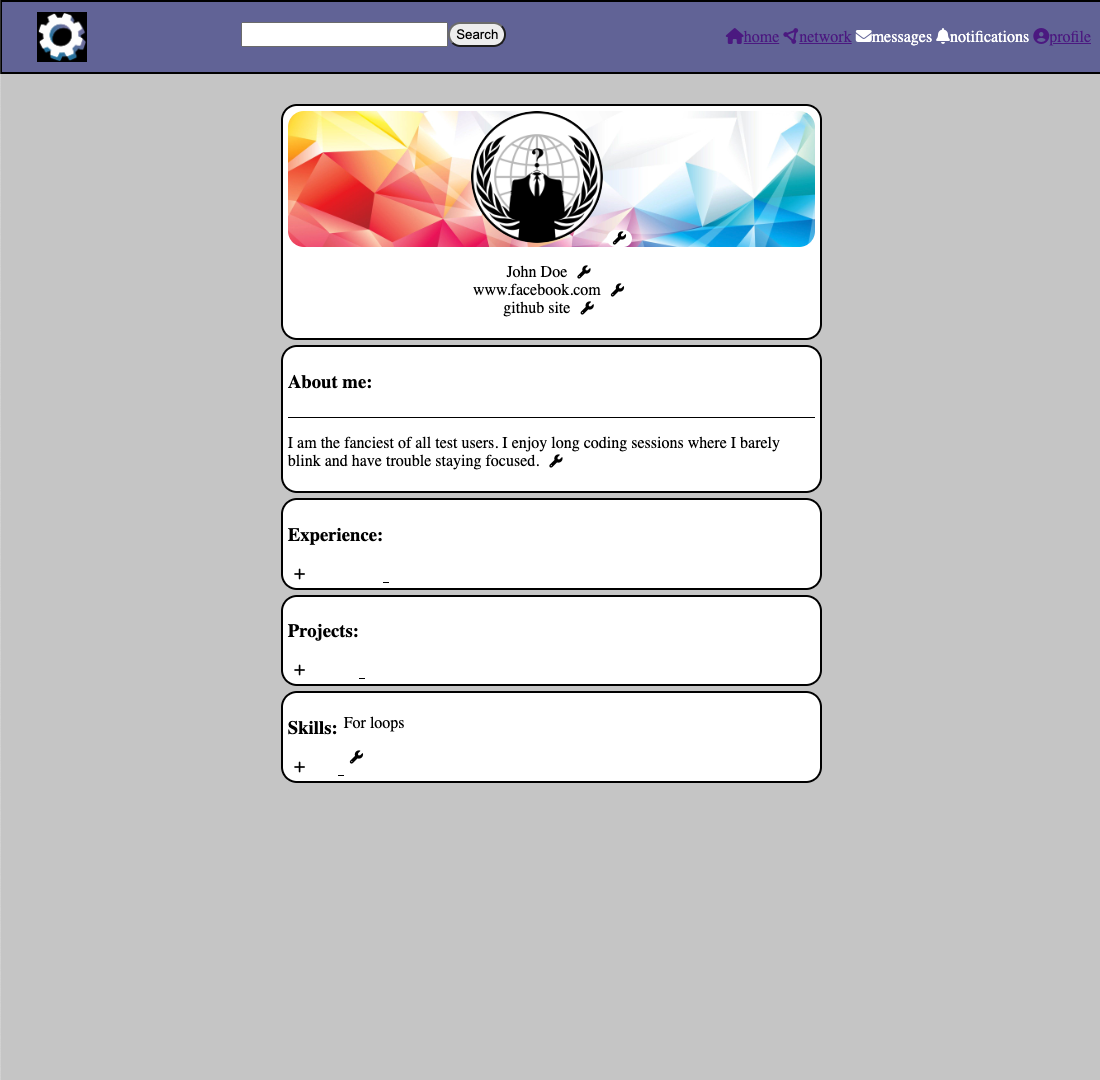 Search
home network messages notifications profile
?
John Doe
www.facebook.com
github site
About me:
I am the fanciest of all test users. I enjoy long coding sessions where I barely
blink and have trouble staying focused.
Experience:
+
Projects:
+
Skills: For loops
+